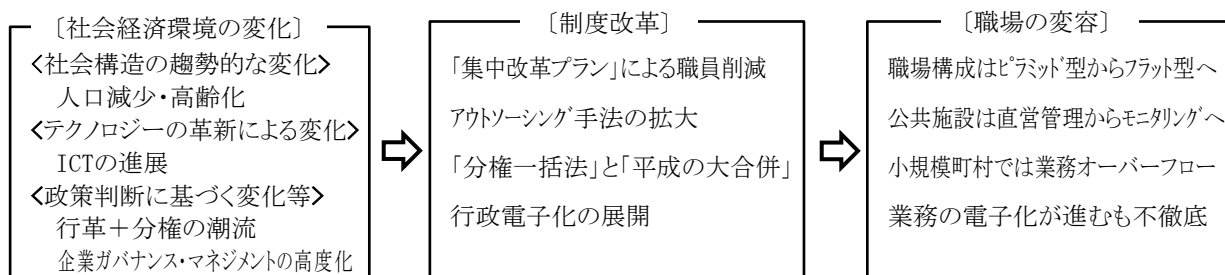 〔社会経済環境の変化〕
<社会構造の趨勢的な変化>
人口減少・高齢化
<テクノロジーの革新による変化>
ICTの進展
<政策判断に基づく変化等>
行革＋分権の潮流
企業ガバナンス・マネジメントの高度化
〔制度改革〕
「集中改革プラン」による職員削減
アウトソーシング手法の拡大
「分権一括法」と「平成の大合併」
行政電子化の展開
〔職場の変容〕
職場構成はピラミッド型からフラット型へ
公共施設は直営管理からモニタリングへ
小規模町村では業務オーバーフロー
業務の電子化が進むも不徹底